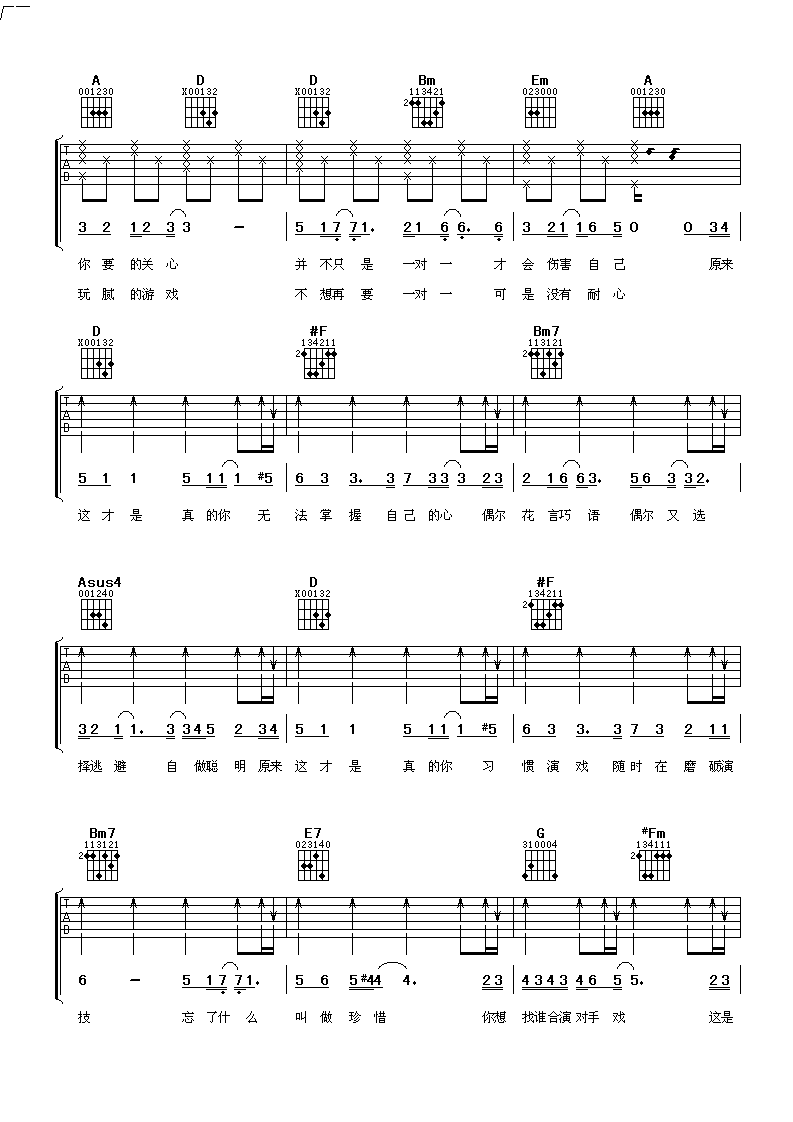 A D D Bm Em A
001230 X00132 X00132 113421 023000 001230
2
T A B
3 2 12 3 3 - 5 17 71. 21 6 6. 6 3 21 16 5 0 0 34
你 要 的关 心 并 不只 是 一对 一 才 会 伤害 自 己 原来
玩 腻 的游 戏 不 想再 要 一对 一 可 是 没有 耐 心
D #F Bm7
X00132 134211 113121
2 2
T A B
5 1 1 5 11 1 #5 6 3 3. 3 7 33 3 23 2 16 63. 56 3 32.
这 才 是 真 的你 无 法 掌 握 自 己 的心 偶尔 花 言巧 语 偶尔 又 选
Asus4 D #F
001240 X00132 134211
2
T A B
32 1 1. 3 345 2 34 5 1 1 5 11 1 #5 6 3 3. 3 7 3 2 11
择逃 避 自 做聪 明 原来 这 才 是 真 的你 习 惯 演 戏 随 时 在 磨 砺演
Bm7 E7 G #Fm
113121 023140 310004 134111
2 2
T A B
6 - 5 17 71. 5 6 5#44 4. 23 4343 46 5 5. 23
技 忘 了什 么 叫 做 珍 惜 你想 找谁合演 对手 戏 这是